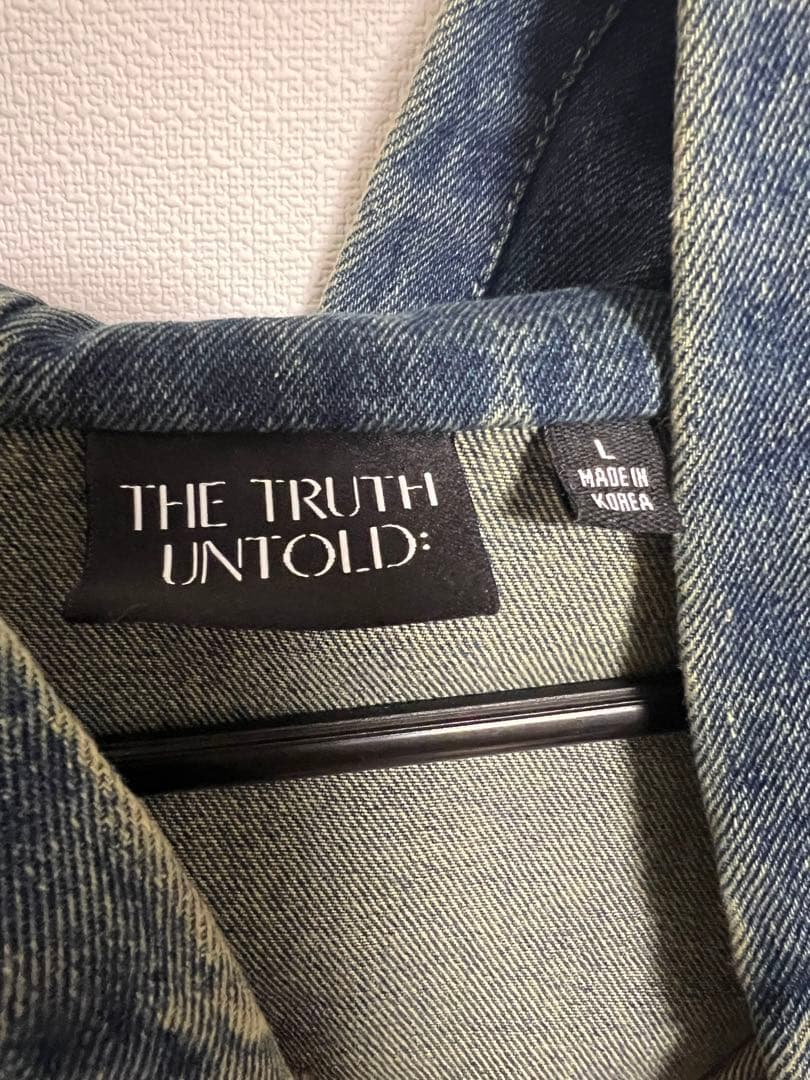 THE TRUTH
UNTOLD:
L
MADE IN
KOREA